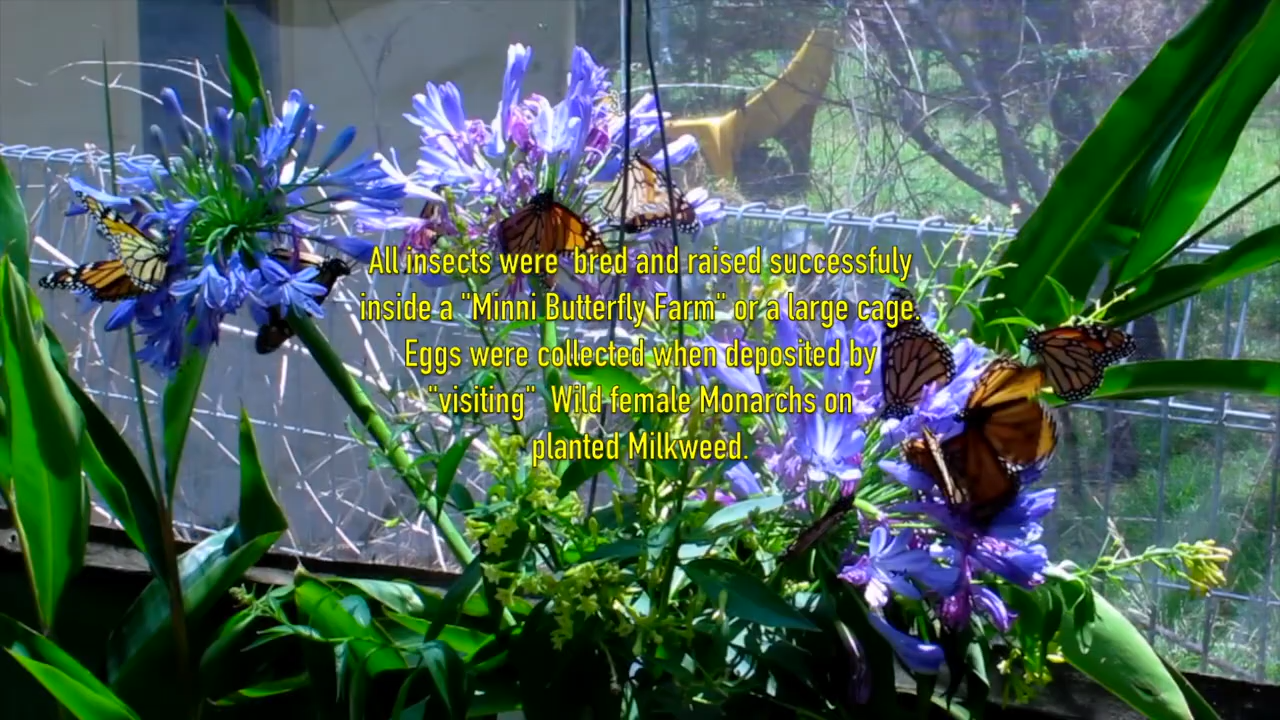 All insects were  bred and raised successfuly
inside a "Minni Butterfly Farm" or a large cage.
Eggs were collected when deposited by
"visiting"  Wild female Monarchs on
planted Milkweed.